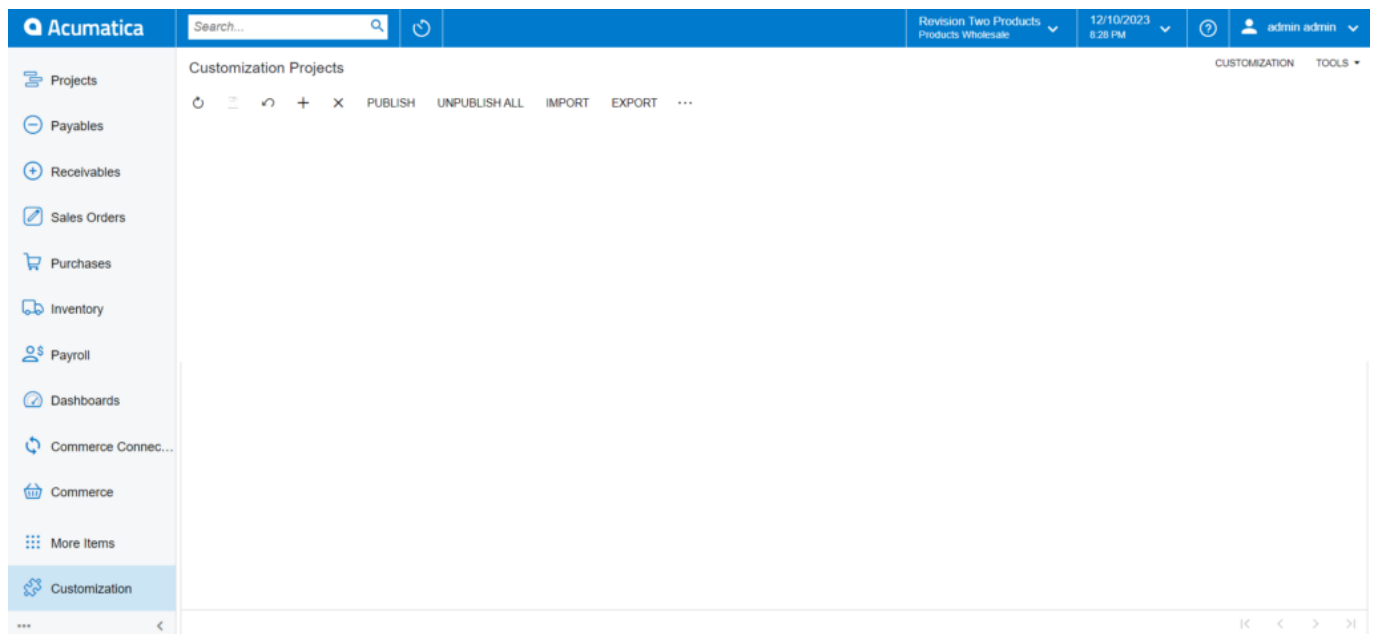 Acumatica
Search...
Revision Two Products
Products Wholesale
12/10/2023
8:28 PM
admin admin
Projects
Payables
Receivables
Sales Orders
Purchases
Inventory
Payroll
Dashboards
Commerce Connec...
Commerce
More Items
Customization
Customization Projects
CUSTOMIZATION TOOLS
PUBLISH UNPUBLISH ALL IMPORT EXPORT ...